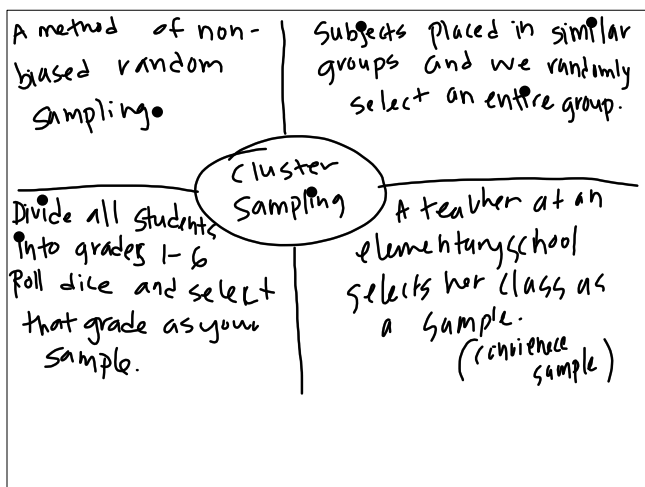 A method of non-
biased random
sampling.
Subjects placed in similar
groups and we randomly
select an entire group.
Cluster
Sampling
Divide all students
into grades 1-6
Roll dice and select
that grade as your
sample.
A teacher at an
elementary school
selects her class as
a sample.
(convience
sample)